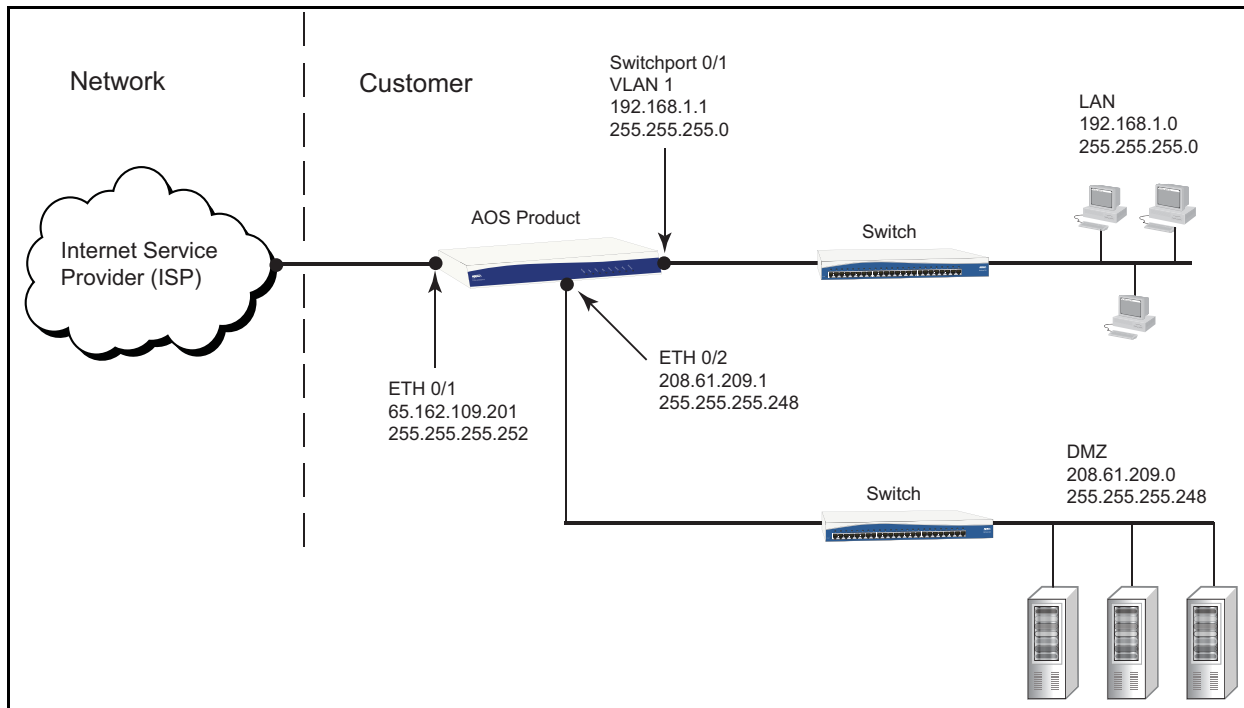 Network
Customer
Switchport 0/1
VLAN 1
192.168.1.1
255.255.255.0
LAN
192.168.1.0
255.255.255.0
AOS Product
Switch
Internet Service
Provider (ISP)
ETH 0/1
65.162.109.201
255.255.255.252
ETH 0/2
208.61.209.1
255.255.255.248
DMZ
208.61.209.0
255.255.255.248
Switch